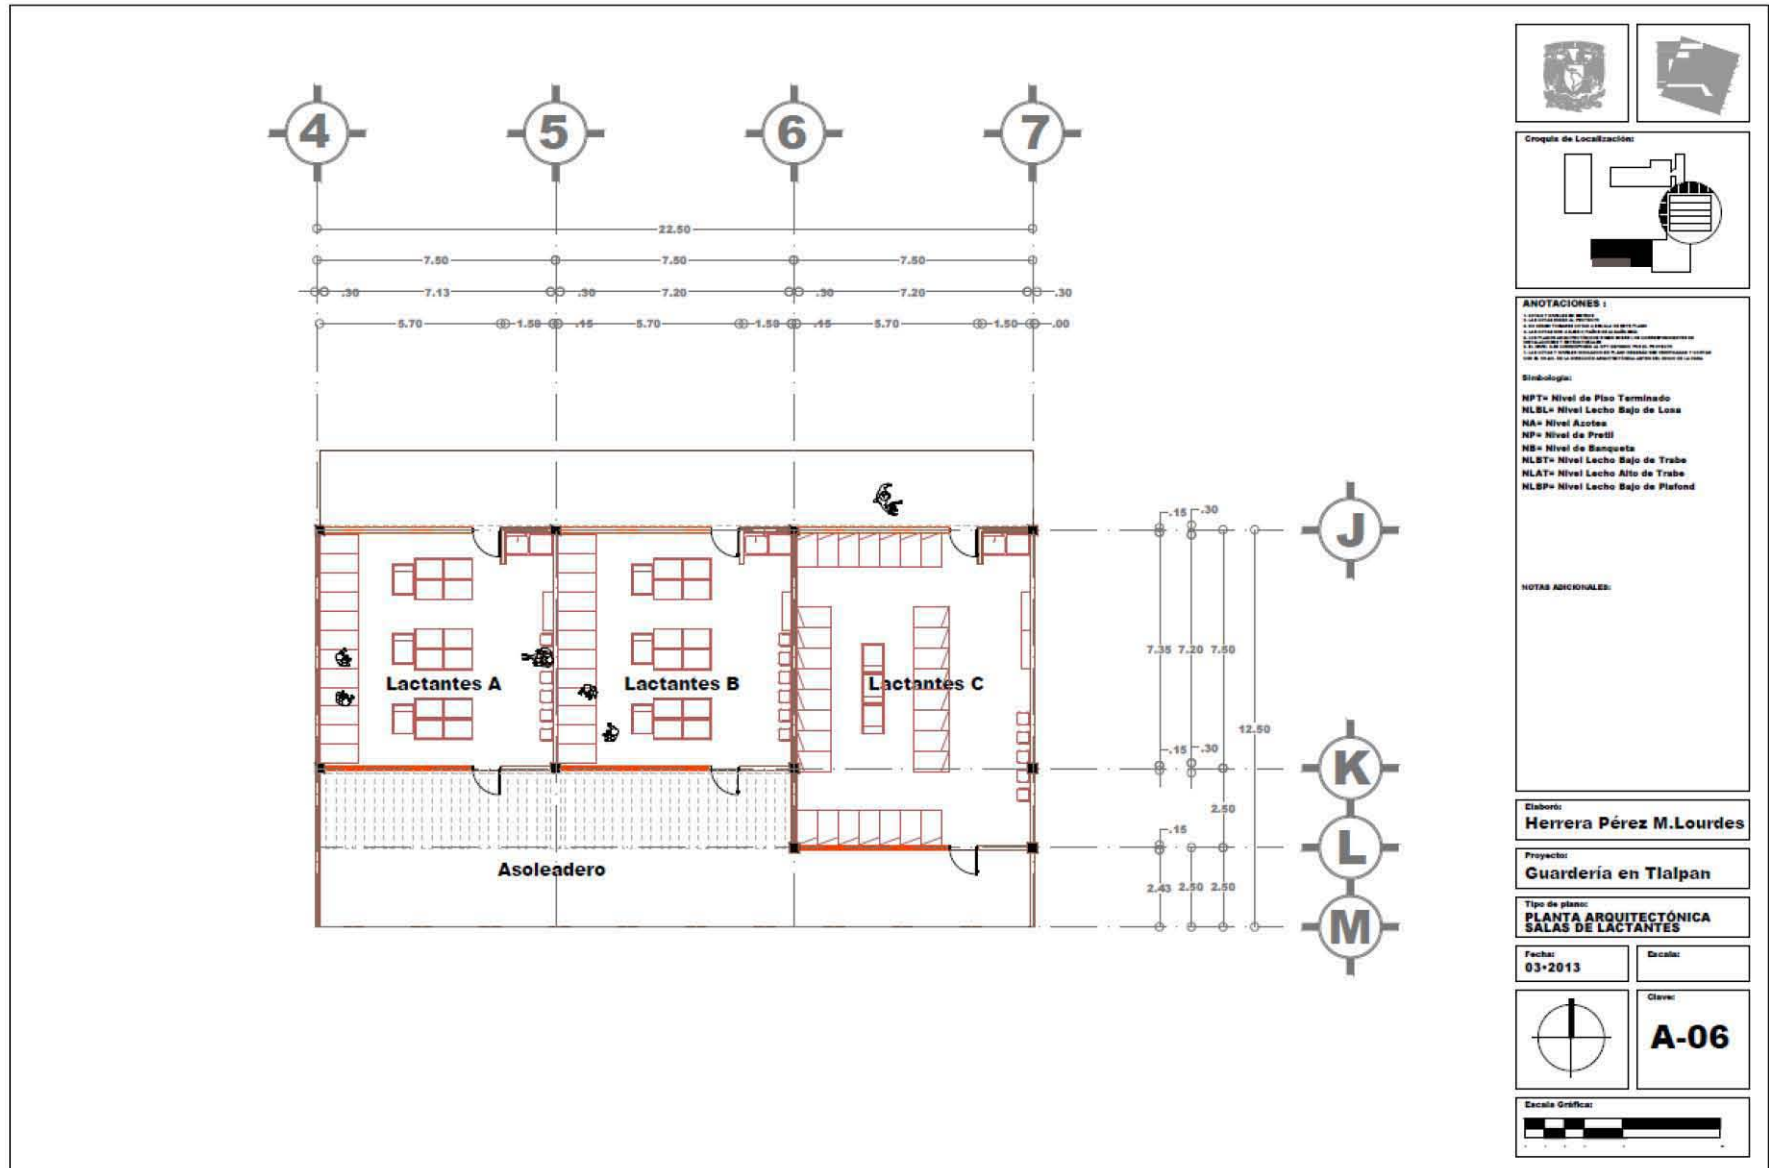 4
5
6
7
22.50
7.50 7.50 7.50
.30 7.13 .30 7.20 .30 7.20 .30
5.70 1.50 .15 5.70 1.50 .15 5.70 1.50 .00
J
K
L
M
.15 .30
7.35 7.20 7.50
12.50
.15 .30
2.50
.15
2.43 2.50 2.50
Lactantes A
Lactantes B
Lactantes C
Asoleadero
Croquis de Localización:
ANOTACIONES :
Simbología:
NPT= Nivel de Piso Terminado
NLBL= Nivel Lecho Bajo de Losa
NA= Nivel Azotea
NP= Nivel de Pretil
NB= Nivel de Banqueta
NLBT= Nivel Lecho Bajo de Trabe
NLAT= Nivel Lecho Alto de Trabe
NLBP= Nivel Lecho Bajo de Plafond
NOTAS ADICIONALES:
Elaboró:
Herrera Pérez M.Lourdes
Proyecto:
Guardería en Tlalpan
Tipo de plano:
PLANTA ARQUITECTÓNICA
SALAS DE LACTANTES
Fecha:
03•2013
Escala:
Clave:
A-06
Escala Gráfica: